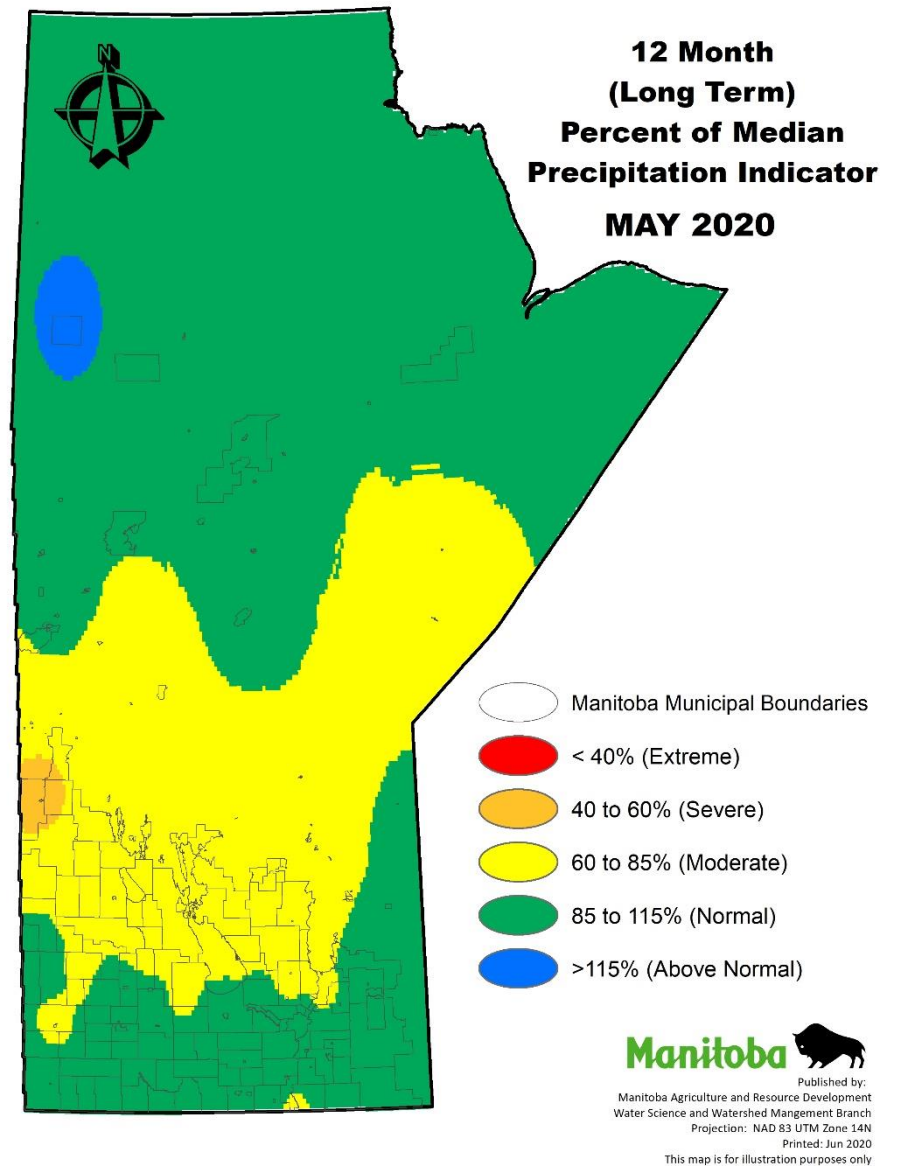 N
12 Month
(Long Term)
Percent of Median
Precipitation Indicator
MAY 2020
Manitoba Municipal Boundaries
< 40% (Extreme)
40 to 60% (Severe)
60 to 85% (Moderate)
85 to 115% (Normal)
>115% (Above Normal)
Manitoba
Published by:
Manitoba Agriculture and Resource Development
Water Science and Watershed Mangement Branch
Projection: NAD 83 UTM Zone 14N
Printed: Jun 2020
This map is for illustration purposes only